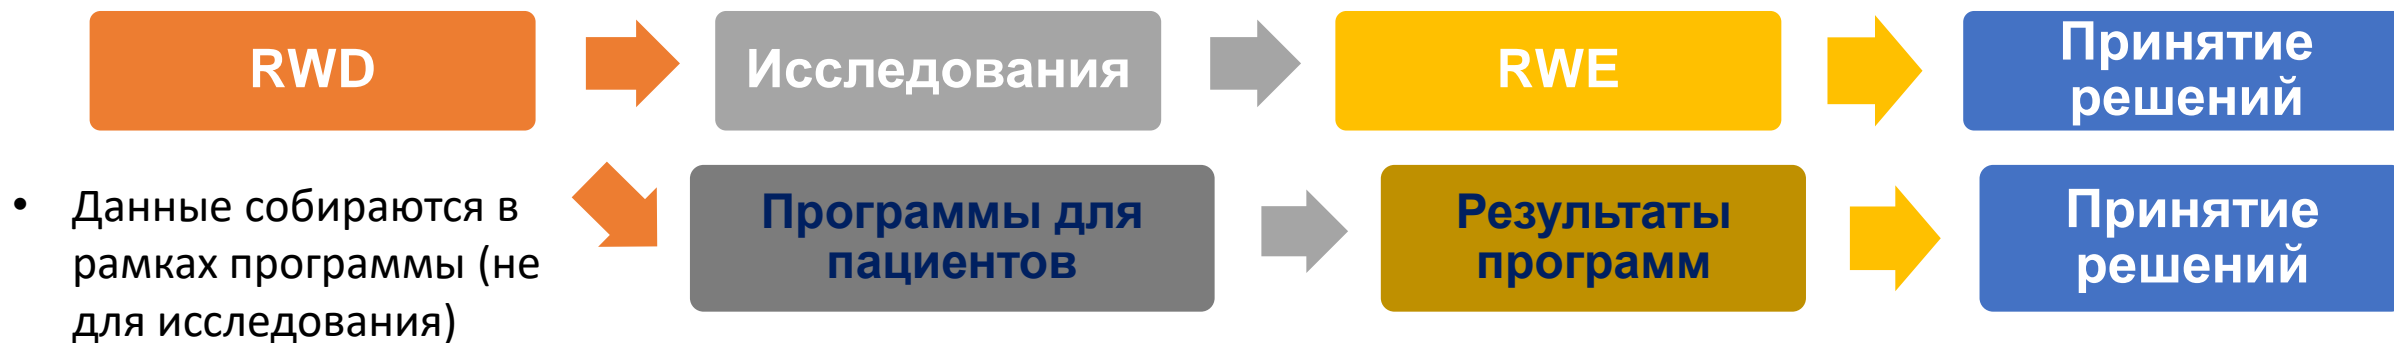 RWD
Исследования
RWE
Принятие
решений
• Данные собираются в
рамках программы (не
для исследования)
Программы для
пациентов
Результаты
программ
Принятие
решений